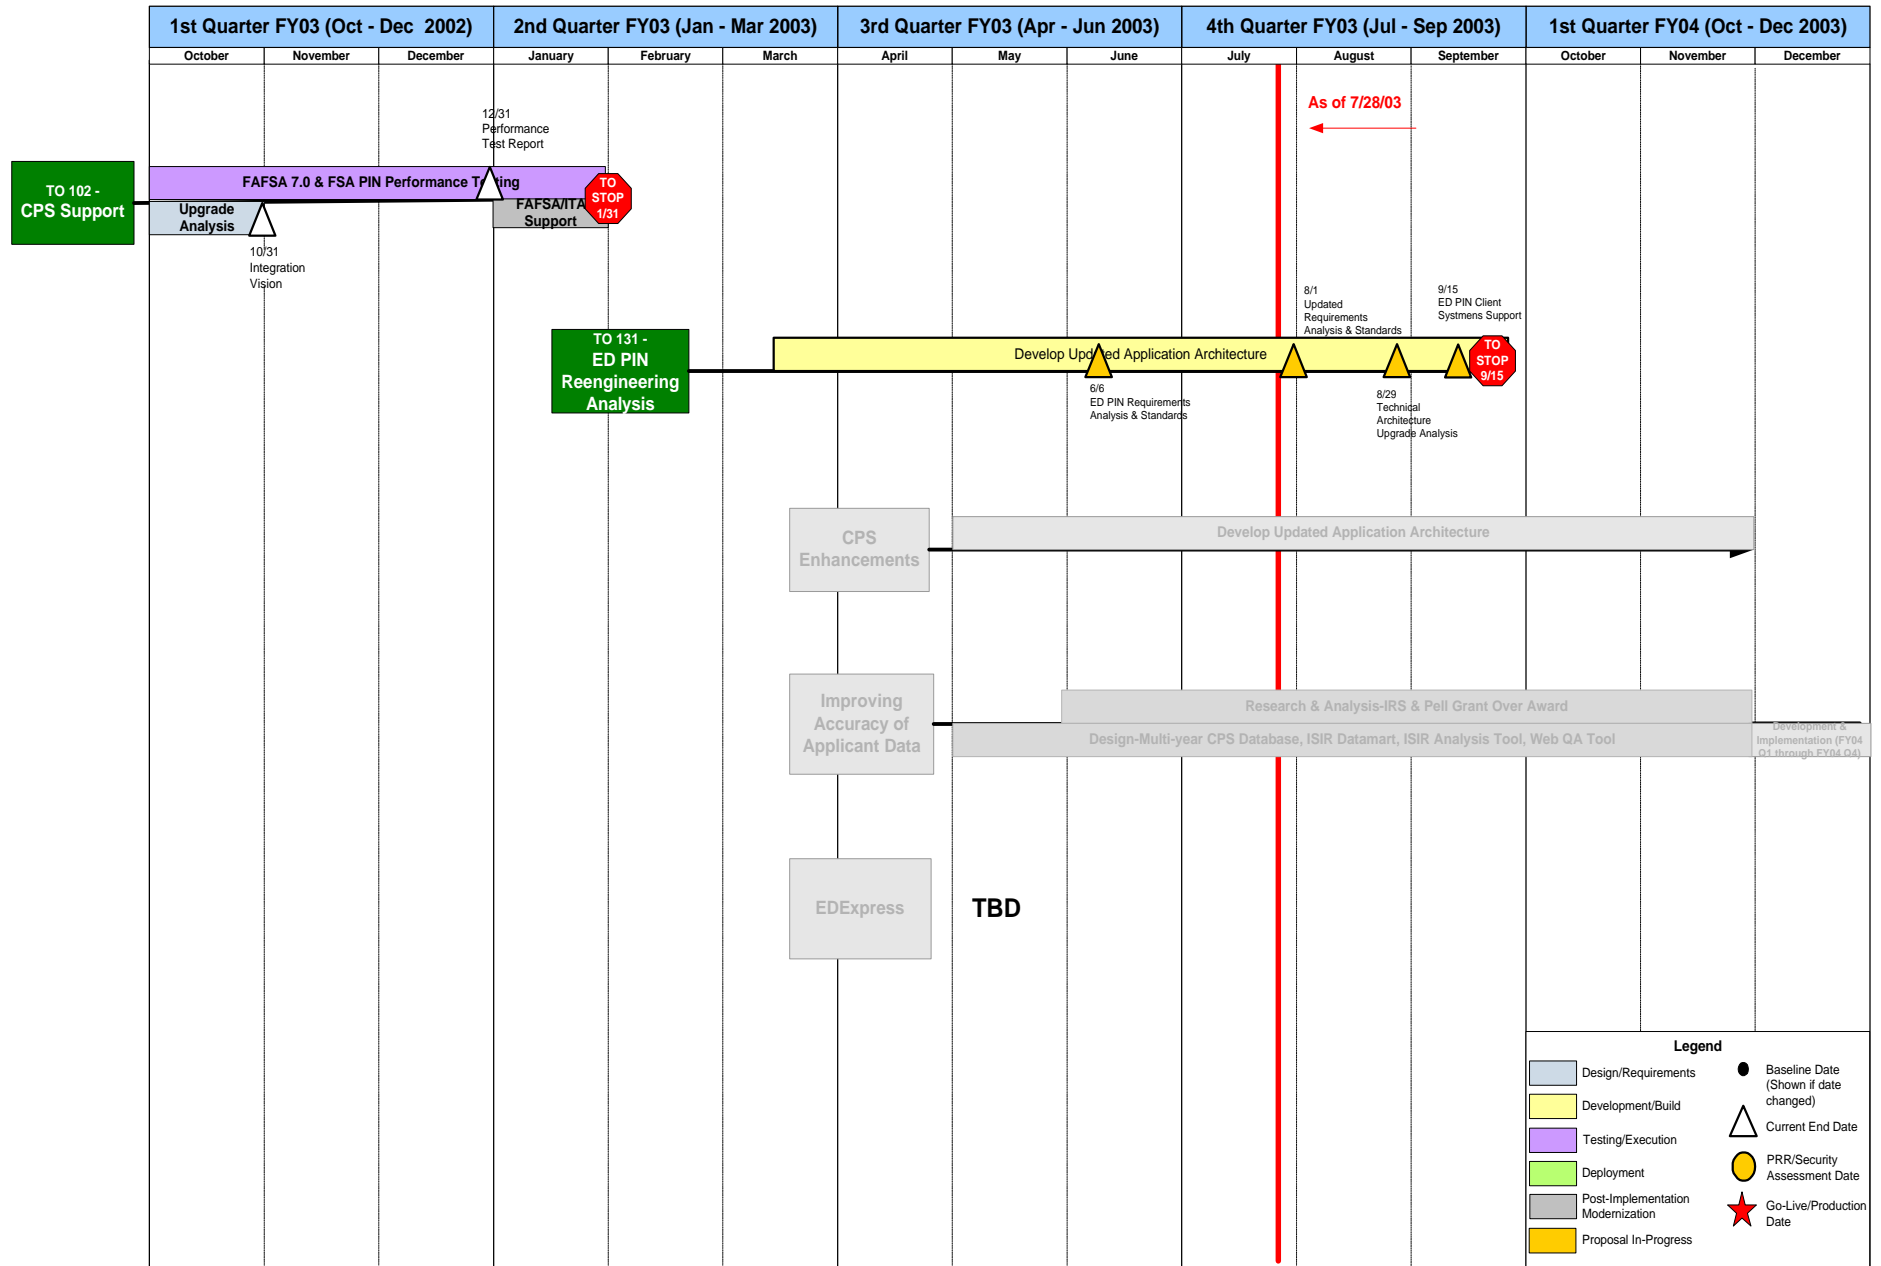 1st Quarter FY03 (Oct - Dec 2002)
2nd Quarter FY03 (Jan - Mar 2003)
3rd Quarter FY03 (Apr - Jun 2003)
4th Quarter FY03 (Jul - Sep 2003)
1st Quarter FY04 (Oct - Dec 2003)
October
November
December
January
February
March
April
May
June
July
August
September
October
November
December
As of 7/28/03
12/31
Performance
Test Report
TO 102 -
CPS Support
FAFSA 7.0 & FSA PIN Performance Testing
Upgrade
Analysis
FAFSA/ITA
Support
TO
STOP
1/31
10/31
Integration
Vision
8/1
Updated
Requirements
Analysis & Standards
9/15
ED PIN Client
Systmens Support
TO 131 -
ED PIN
Reengineering
Analysis
Develop Updated Application Architecture
TO
STOP
9/15
6/6
ED PIN Requirements
Analysis & Standards
8/29
Technical
Architecture
Upgrade Analysis
CPS
Enhancements
Develop Updated Application Architecture
Improving
Accuracy of
Applicant Data
Research & Analysis-IRS & Pell Grant Over Award
Design-Multi-year CPS Database, ISIR Datamart, ISIR Analysis Tool, Web QA Tool
Development &
Implementation (FY04
Q1 through FY04 Q4)
EDExpress
TBD
Legend
Design/Requirements
Development/Build
Testing/Execution
Deployment
Post-Implementation
Modernization
Proposal In-Progress
Baseline Date
(Shown if date
changed)
Current End Date
PRR/Security
Assessment Date
Go-Live/Production
Date